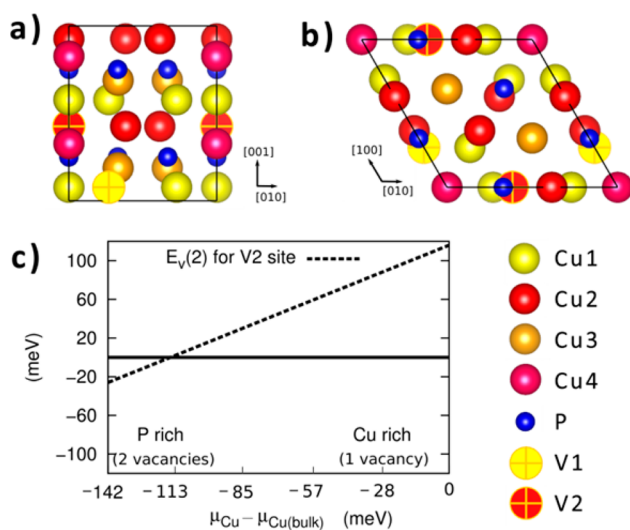 a)
b)
[001]
[010]
[100]
[010]
c)
E_v(2) for V2 site
(meV)
100
60
20
−20
−60
−100
P rich
(2 vacancies)
Cu rich
(1 vacancy)
−142 −113 −85 −57 −28 0
μ_Cu − μ_Cu(bulk) (meV)
Cu1
Cu2
Cu3
Cu4
P
V1
V2